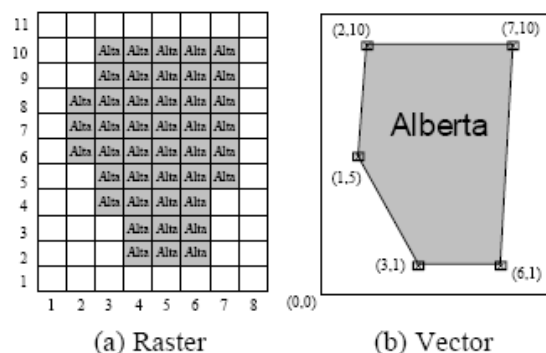 11
10 Alta Alta Alta Alta Alta
9 Alta Alta Alta Alta Alta
8 Alta Alta Alta Alta Alta Alta
7 Alta Alta Alta Alta Alta Alta
6 Alta Alta Alta Alta Alta Alta
5 Alta Alta Alta Alta Alta
4 Alta Alta Alta Alta
3 Alta Alta Alta
2 Alta Alta Alta
1
1 2 3 4 5 6 7 8
(a) Raster
(2,10) (7,10)
Alberta
(1,5)
(3,1) (6,1)
(0,0)
(b) Vector